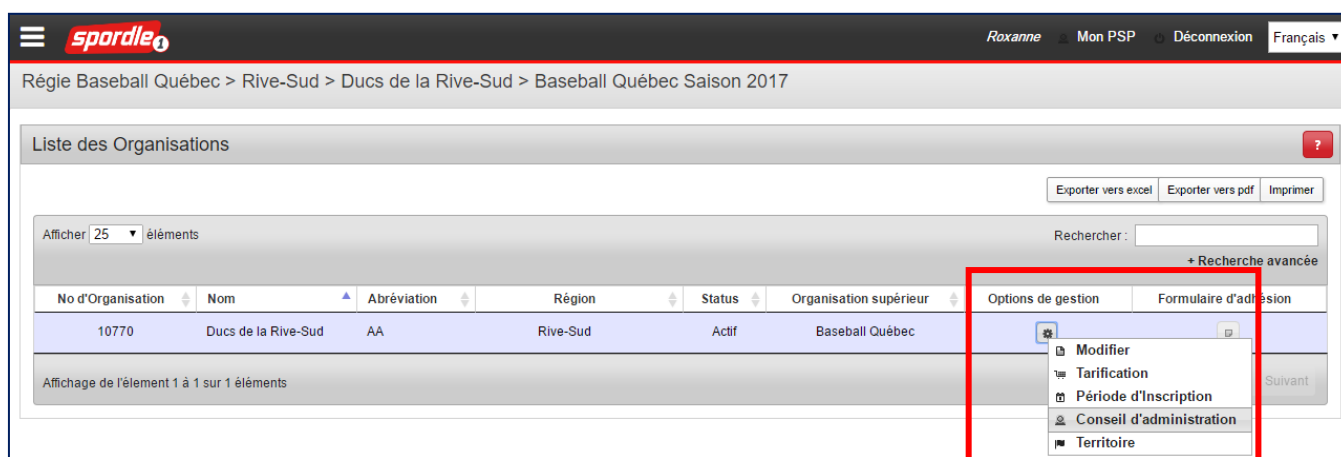 spordle1 Roxanne Mon PSP Déconnexion Français
Régie Baseball Québec > Rive-Sud > Ducs de la Rive-Sud > Baseball Québec Saison 2017
Liste des Organisations ?
Exporter vers excel Exporter vers pdf Imprimer
Afficher 25 éléments Rechercher :
+ Recherche avancée
No d'Organisation Nom Abréviation Région Status Organisation supérieur Options de gestion Formulaire d'adhésion
10770 Ducs de la Rive-Sud AA Rive-Sud Actif Baseball Québec
Modifier
Tarification
Affichage de l'élement 1 à 1 sur 1 éléments Suivant
Période d'Inscription
Conseil d'administration
Territoire